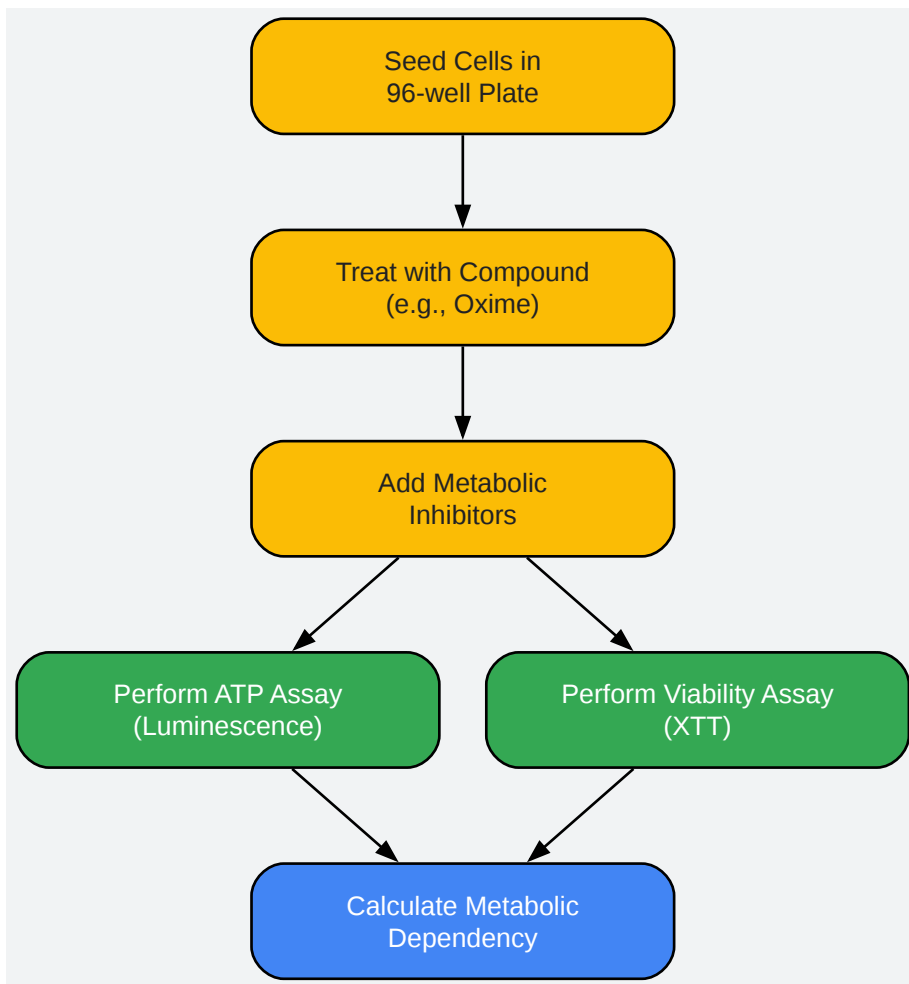 Seed Cells in
96-well Plate
Treat with Compound
(e.g., Oxime)
Add Metabolic
Inhibitors
Perform ATP Assay
(Luminescence)
Perform Viability Assay
(XTT)
Calculate Metabolic
Dependency